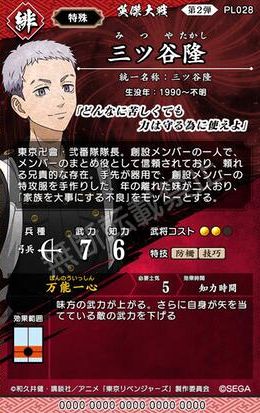 緋
特殊
英傑大戦
第2弾
PL028
みつやたかし
三ツ谷隆
統一名称:三ツ谷隆
生没年:1990~不明
『どんなに苦しくても
力は守る為に使えよ』
東京卍會・弐番隊隊長。創設メンバーの一人で、
メンバーのまとめ役として信頼されており、頼れ
る兄貴的な存在。手先が器用で、創設メンバーの
特攻服を手作りした。年の離れた妹が二人おり、
「家族を大事にする不良」をモットーとする。
兵種 武力 知力 武将コスト
弓兵 7 6
特技 防柵 技巧
ばんのういっしん
万能一心
必要士気 5
効果時間 知力時間
効果範囲
味方の武力が上がる。さらに自身が矢を当
てている敵の武力を下げる
©和久井健・講談社/アニメ「東京リベンジャーズ」製作委員会 ©SEGA
0000-0000-0000-0000-0000